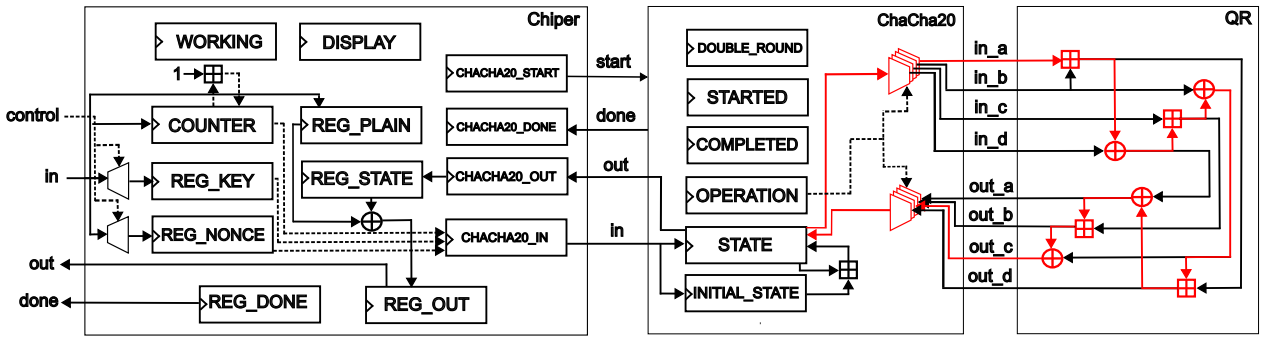 Chiper
ChaCha20
QR
WORKING
DISPLAY
1
control
in
out
done
COUNTER
REG_PLAIN
REG_KEY
REG_STATE
REG_NONCE
REG_DONE
REG_OUT
CHACHA20_START
CHACHA20_DONE
CHACHA20_OUT
CHACHA20_IN
start
done
out
in
DOUBLE_ROUND
STARTED
COMPLETED
OPERATION
STATE
INITIAL_STATE
in_a
in_b
in_c
in_d
out_a
out_b
out_c
out_d